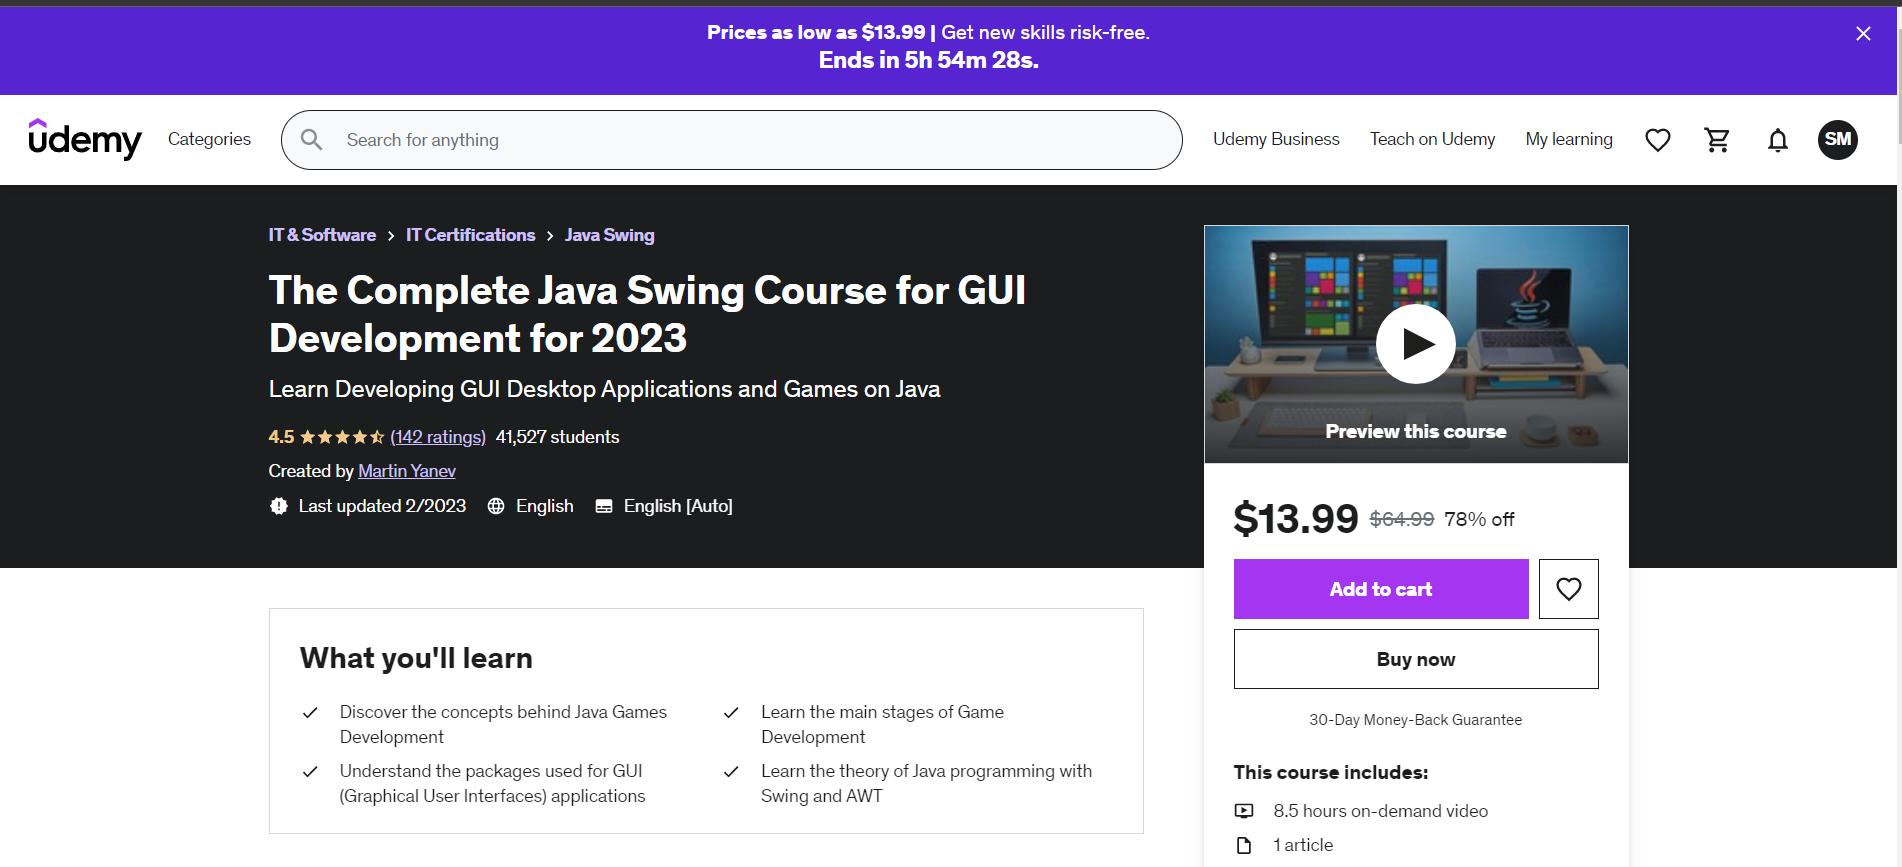 Prices as low as $13.99 | Get new skills risk-free.
Ends in 5h 54m 28s.
udemy
Categories
Search for anything
Udemy Business
Teach on Udemy
My learning
SM
IT & Software > IT Certifications > Java Swing
The Complete Java Swing Course for GUI
Development for 2023
Learn Developing GUI Desktop Applications and Games on Java
4.5 (142 ratings) 41,527 students
Created by Martin Yanev
Last updated 2/2023 English English [Auto]
Preview this course
$13.99 $64.99 78% off
Add to cart
Buy now
30-Day Money-Back Guarantee
This course includes:
8.5 hours on-demand video
1 article
What you'll learn
Discover the concepts behind Java Games
Development
Learn the main stages of Game
Development
Understand the packages used for GUI
(Graphical User Interfaces) applications
Learn the theory of Java programming with
Swing and AWT